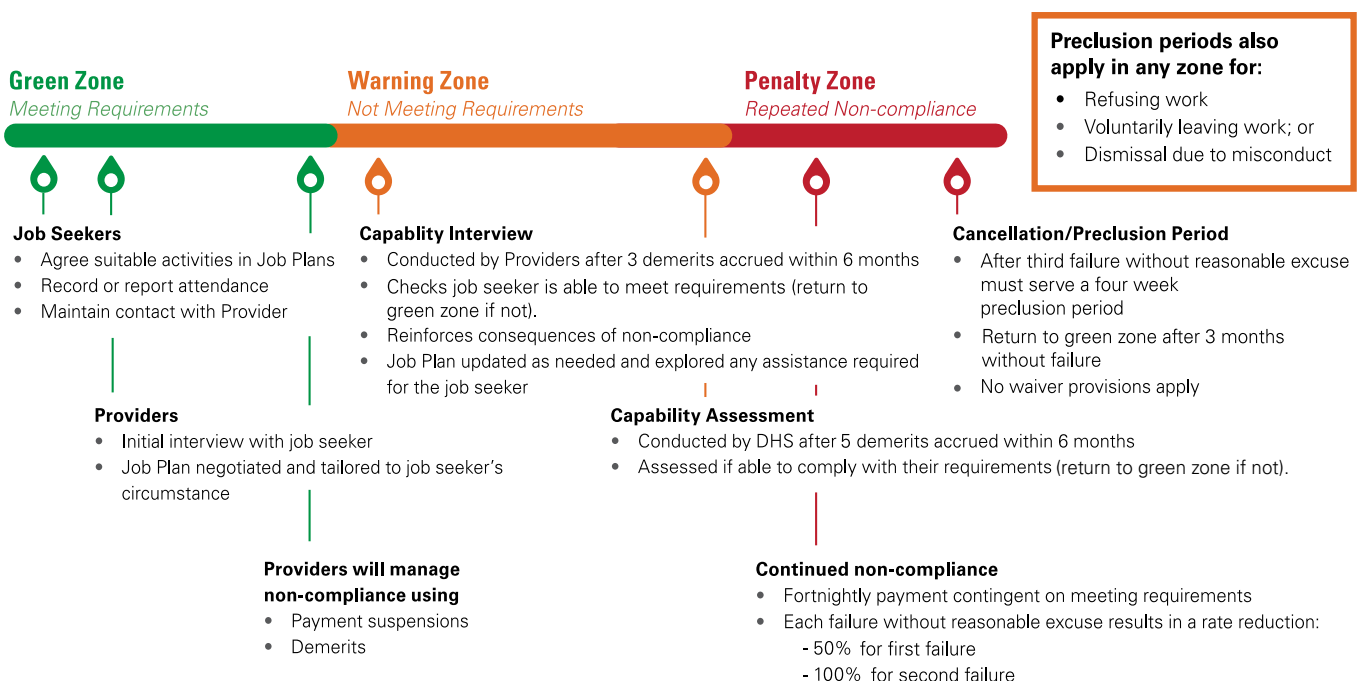 Green Zone
Meeting Requirements
Warning Zone
Not Meeting Requirements
Penalty Zone
Repeated Non-compliance
Preclusion periods also
apply in any zone for:
• Refusing work
• Voluntarily leaving work; or
• Dismissal due to misconduct
Job Seekers
• Agree suitable activities in Job Plans
• Record or report attendance
• Maintain contact with Provider
Providers
• Initial interview with job seeker
• Job Plan negotiated and tailored to job seeker's
circumstance
Providers will manage
non-compliance using
• Payment suspensions
• Demerits
Capablity Interview
• Conducted by Providers after 3 demerits accrued within 6 months
• Checks job seeker is able to meet requirements (return to
green zone if not).
• Reinforces consequences of non-compliance
• Job Plan updated as needed and explored any assistance required
for the job seeker
Capability Assessment
• Conducted by DHS after 5 demerits accrued within 6 months
• Assessed if able to comply with their requirements (return to green zone if not).
Continued non-compliance
• Fortnightly payment contingent on meeting requirements
• Each failure without reasonable excuse results in a rate reduction:
- 50% for first failure
- 100% for second failure
Cancellation/Preclusion Period
• After third failure without reasonable excuse
must serve a four week
preclusion period
• Return to green zone after 3 months
without failure
• No waiver provisions apply